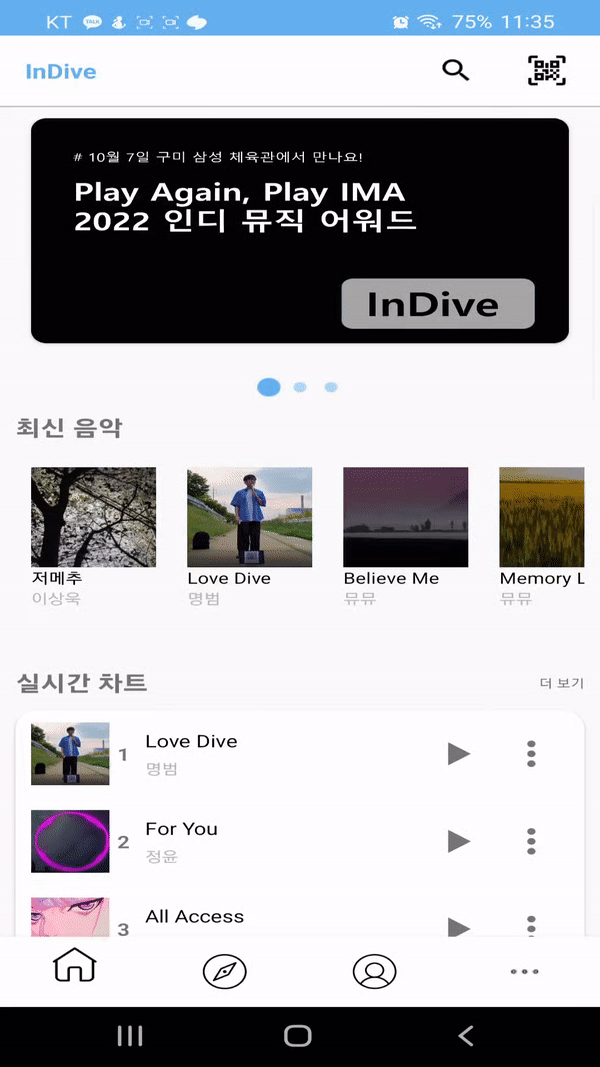 KT TALK 75% 11:35
InDive
# 10월 7일 구미 삼성 체육관에서 만나요!
Play Again, Play IMA
2022 인디 뮤직 어워드
InDive
최신 음악
저메추 Love Dive Believe Me Memory L
이상욱 명범 뮤뮤 뮤뮤
실시간 차트 더 보기
1 Love Dive
명범
2 For You
정윤
3 All Access